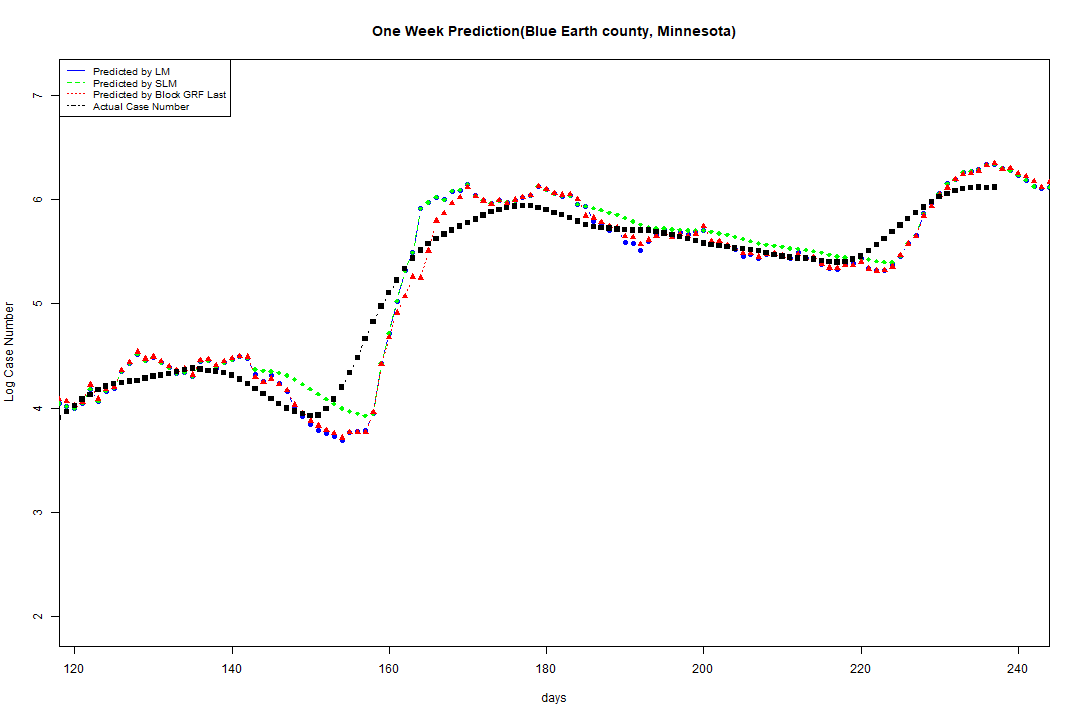 One Week Prediction(Blue Earth county, Minnesota)
Predicted by LM
Predicted by SLM
Predicted by Block GRF Last
Actual Case Number
7
6
5
4
3
2
Log Case Number
120 140 160 180 200 220 240
days